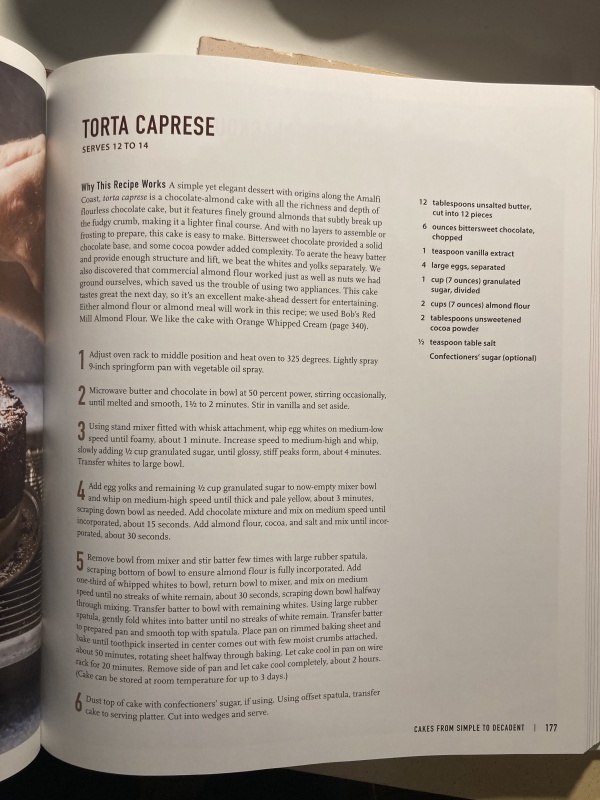 TORTA CAPRESE
SERVES 12 TO 14
Why This Recipe Works A simple yet elegant dessert with origins along the Amalfi
Coast, torta caprese is a chocolate-almond cake with all the richness and depth of
flourless chocolate cake, but it features finely ground almonds that subtly break up
the fudgy crumb, making it a lighter final course. And with no layers to assemble or
frosting to prepare, this cake is easy to make. Bittersweet chocolate provided a solid
chocolate base, and some cocoa powder added complexity. To aerate the heavy batter
and provide enough structure and lift, we beat the whites and yolks separately. We
also discovered that commercial almond flour worked just as well as nuts we had
ground ourselves, which saved us the trouble of using two appliances. This cake
tastes great the next day, so it's an excellent make-ahead dessert for entertaining.
Either almond flour or almond meal will work in this recipe; we used Bob's Red
Mill Almond Flour. We like the cake with Orange Whipped Cream (page 340).
1 Adjust oven rack to middle position and heat oven to 325 degrees. Lightly spray
9-inch springform pan with vegetable oil spray.
2 Microwave butter and chocolate in bowl at 50 percent power, stirring occasionally,
until melted and smooth, 1½ to 2 minutes. Stir in vanilla and set aside.
3 Using stand mixer fitted with whisk attachment, whip egg whites on medium-low
speed until foamy, about 1 minute. Increase speed to medium-high and whip,
slowly adding ½ cup granulated sugar, until glossy, stiff peaks form, about 4 minutes.
Transfer whites to large bowl.
4 Add egg yolks and remaining ½ cup granulated sugar to now-empty mixer bowl
and whip on medium-high speed until thick and pale yellow, about 3 minutes,
scraping down bowl as needed. Add chocolate mixture and mix on medium speed until
incorporated, about 15 seconds. Add almond flour, cocoa, and salt and mix until incor-
porated, about 30 seconds.
5 Remove bowl from mixer and stir batter few times with large rubber spatula,
scraping bottom of bowl to ensure almond flour is fully incorporated. Add
one-third of whipped whites to bowl, return bowl to mixer, and mix on medium
speed until no streaks of white remain, about 30 seconds, scraping down bowl halfway
through mixing. Transfer batter to bowl with remaining whites. Using large rubber
spatula, gently fold whites into batter until no streaks of white remain. Transfer batter
to prepared pan and smooth top with spatula. Place pan on rimmed baking sheet and
bake until toothpick inserted in center comes out with few moist crumbs attached,
about 50 minutes, rotating sheet halfway through baking. Let cake cool in pan on wire
rack for 20 minutes. Remove side of pan and let cake cool completely, about 2 hours.
(Cake can be stored at room temperature for up to 3 days.)
6 Dust top of cake with confectioners' sugar, if using. Using offset spatula, transfer
cake to serving platter. Cut into wedges and serve.
12 tablespoons unsalted butter,
cut into 12 pieces
6 ounces bittersweet chocolate,
chopped
1 teaspoon vanilla extract
4 large eggs, separated
1 cup (7 ounces) granulated
sugar, divided
2 cups (7 ounces) almond flour
2 tablespoons unsweetened
cocoa powder
½ teaspoon table salt
Confectioners' sugar (optional)
CAKES FROM SIMPLE TO DECADENT | 177